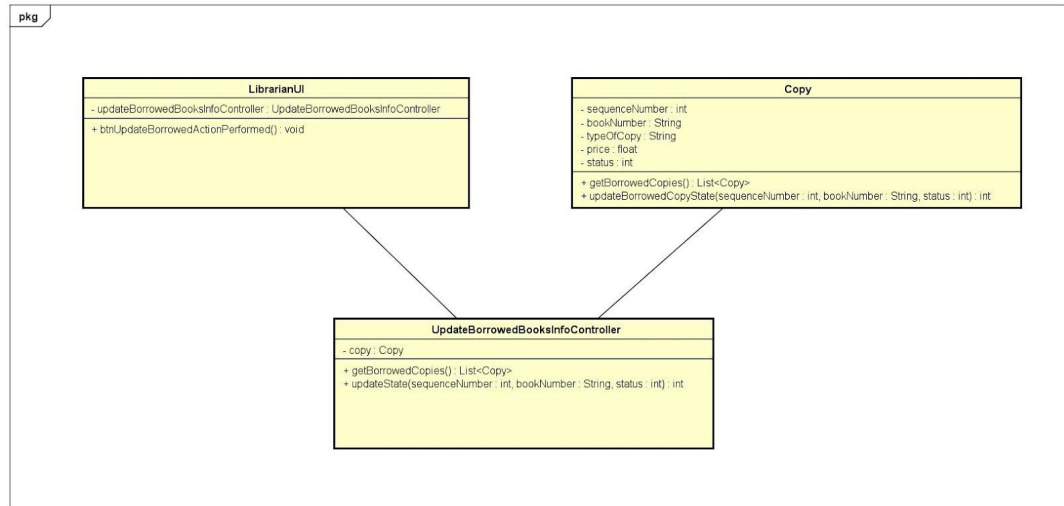 pkg
LibrarianUI
- updateBorrowedBooksInfoController : UpdateBorrowedBooksInfoController
+ btnUpdateBorrowedActionPerformed() : void
Copy
- sequenceNumber : int
- bookNumber : String
- typeOfCopy : String
- price : float
- status : int
+ getBorrowedCopies() : List<Copy>
+ updateBorrowedCopyState(sequenceNumber : int, bookNumber : String, status : int) : int
UpdateBorrowedBooksInfoController
- copy : Copy
+ getBorrowedCopies() : List<Copy>
+ updateState(sequenceNumber : int, bookNumber : String, status : int) : int